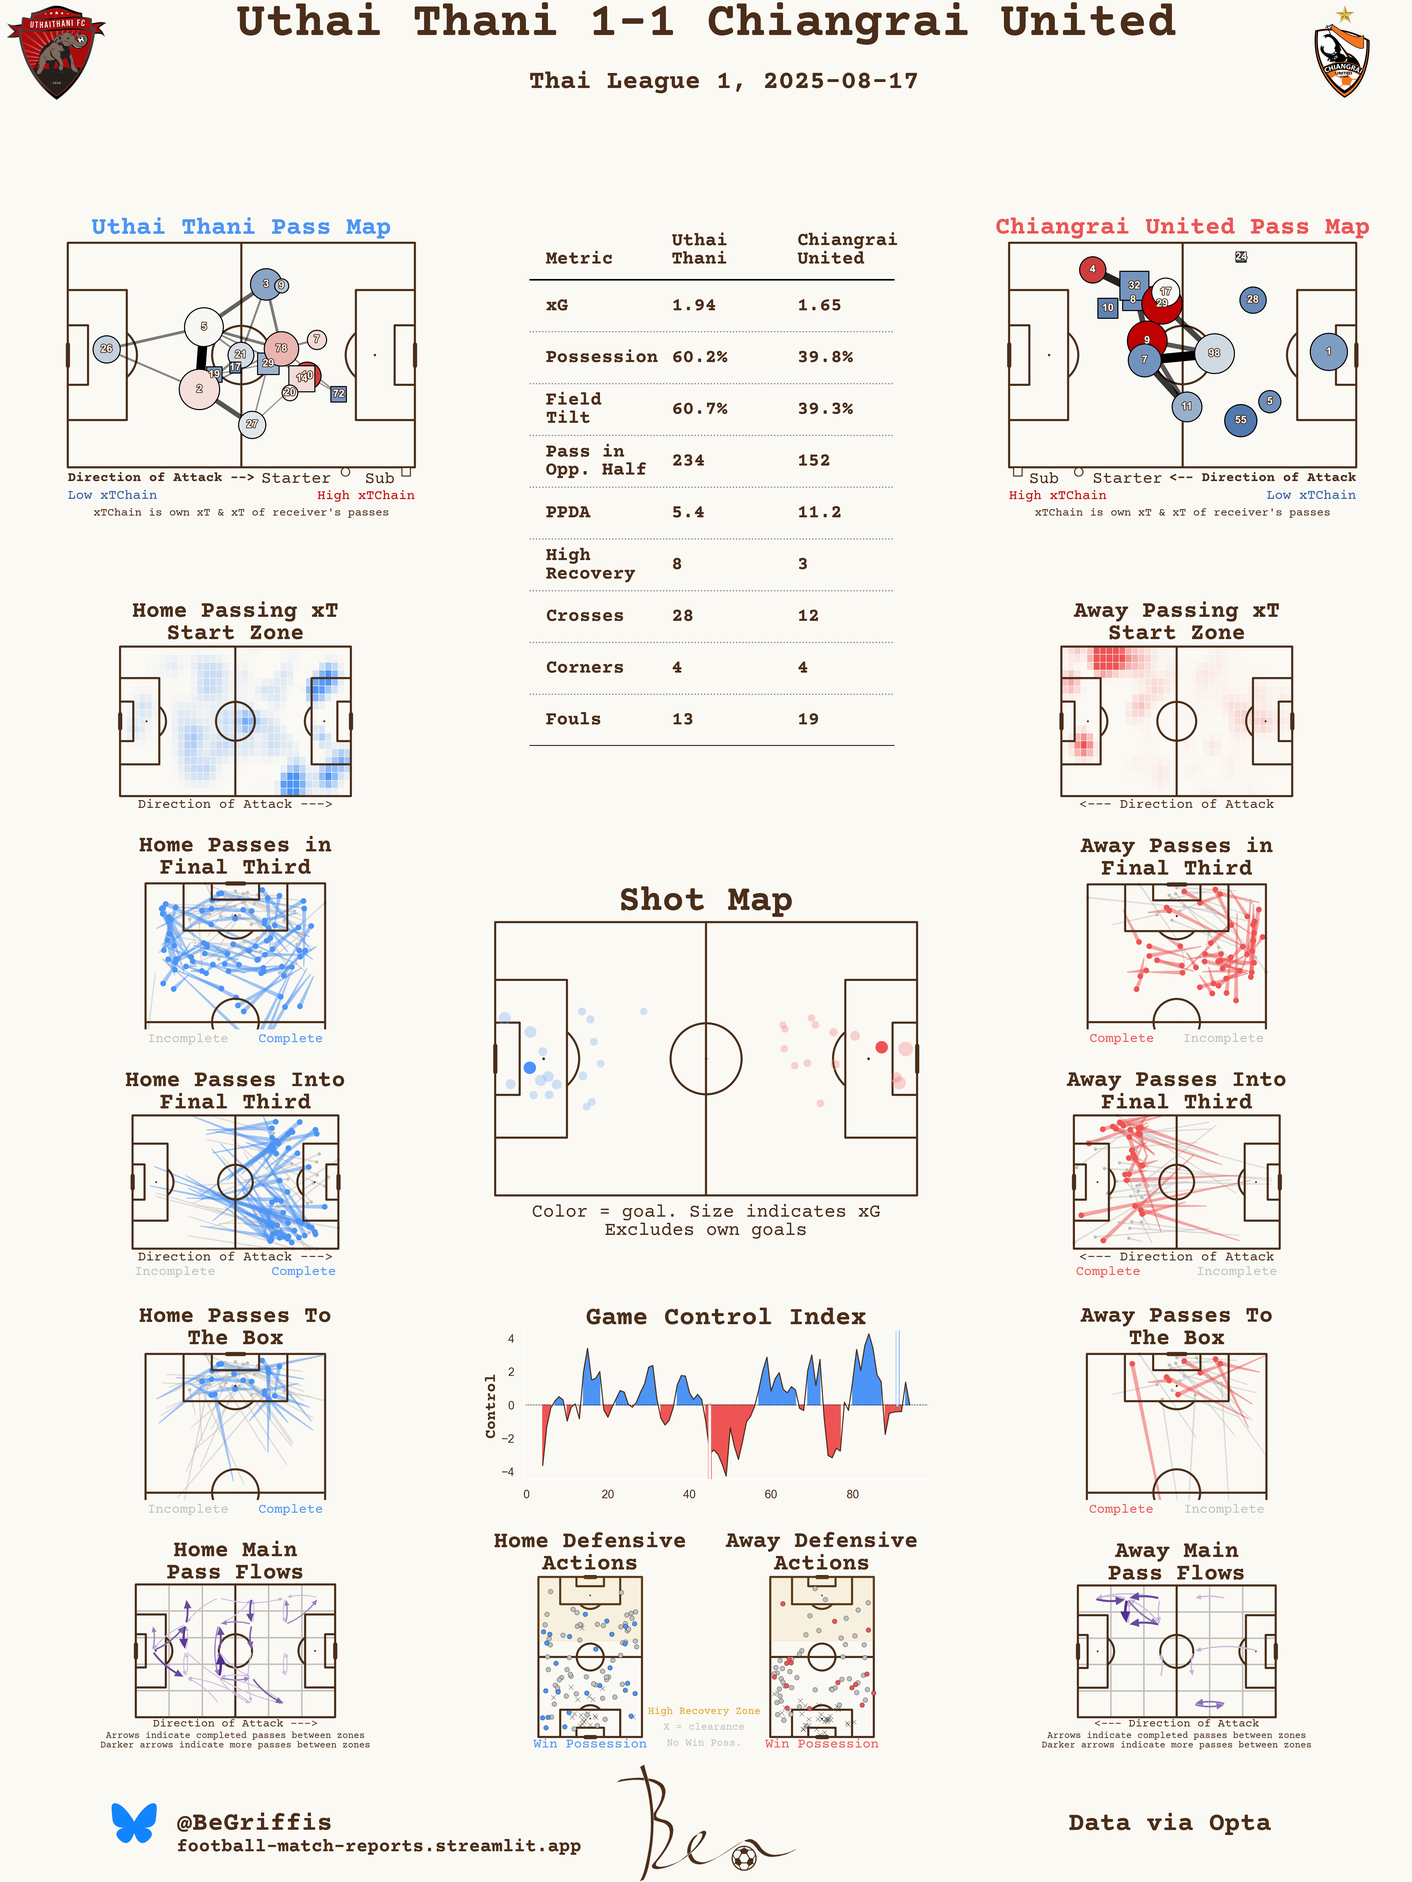 Uthai Thani 1-1 Chiangrai United
Thai League 1, 2025-08-17
UTHAITHANI FC
CHIANGRAI
UNITED
Uthai Thani Pass Map
26
5
2
3
9
21
17
19
29
78
7
14
20
72
27
Direction of Attack --> Starter Sub
Low xTChain High xTChain
xTChain is own xT & xT of receiver's passes
Metric Uthai Thani Chiangrai United
xG 1.94 1.65
Possession 60.2% 39.8%
Field Tilt 60.7% 39.3%
Pass in Opp. Half 234 152
PPDA 5.4 11.2
High Recovery 8 3
Crosses 28 12
Corners 4 4
Fouls 13 19
Chiangrai United Pass Map
4
32
8
10
17
29
9
7
98
11
24
28
1
5
55
Sub Starter <-- Direction of Attack
High xTChain Low xTChain
xTChain is own xT & xT of receiver's passes
Home Passing xT
Start Zone
Direction of Attack --->
Away Passing xT
Start Zone
<--- Direction of Attack
Home Passes in
Final Third
Incomplete Complete
Away Passes in
Final Third
Complete Incomplete
Shot Map
Color = goal. Size indicates xG
Excludes own goals
Home Passes Into
Final Third
Direction of Attack --->
Incomplete Complete
Away Passes Into
Final Third
<--- Direction of Attack
Complete Incomplete
Home Passes To
The Box
Incomplete Complete
Game Control Index
Control
4
2
0
−2
−4
0 20 40 60 80
Away Passes To
The Box
Complete Incomplete
Home Main
Pass Flows
Direction of Attack --->
Arrows indicate completed passes between zones
Darker arrows indicate more passes between zones
Home Defensive
Actions
Win Possession
Away Defensive
Actions
Win Possession
High Recovery Zone
X = clearance
No Win Poss.
Away Main
Pass Flows
<--- Direction of Attack
Arrows indicate completed passes between zones
Darker arrows indicate more passes between zones
@BeGriffis
football-match-reports.streamlit.app
Ben
Data via Opta